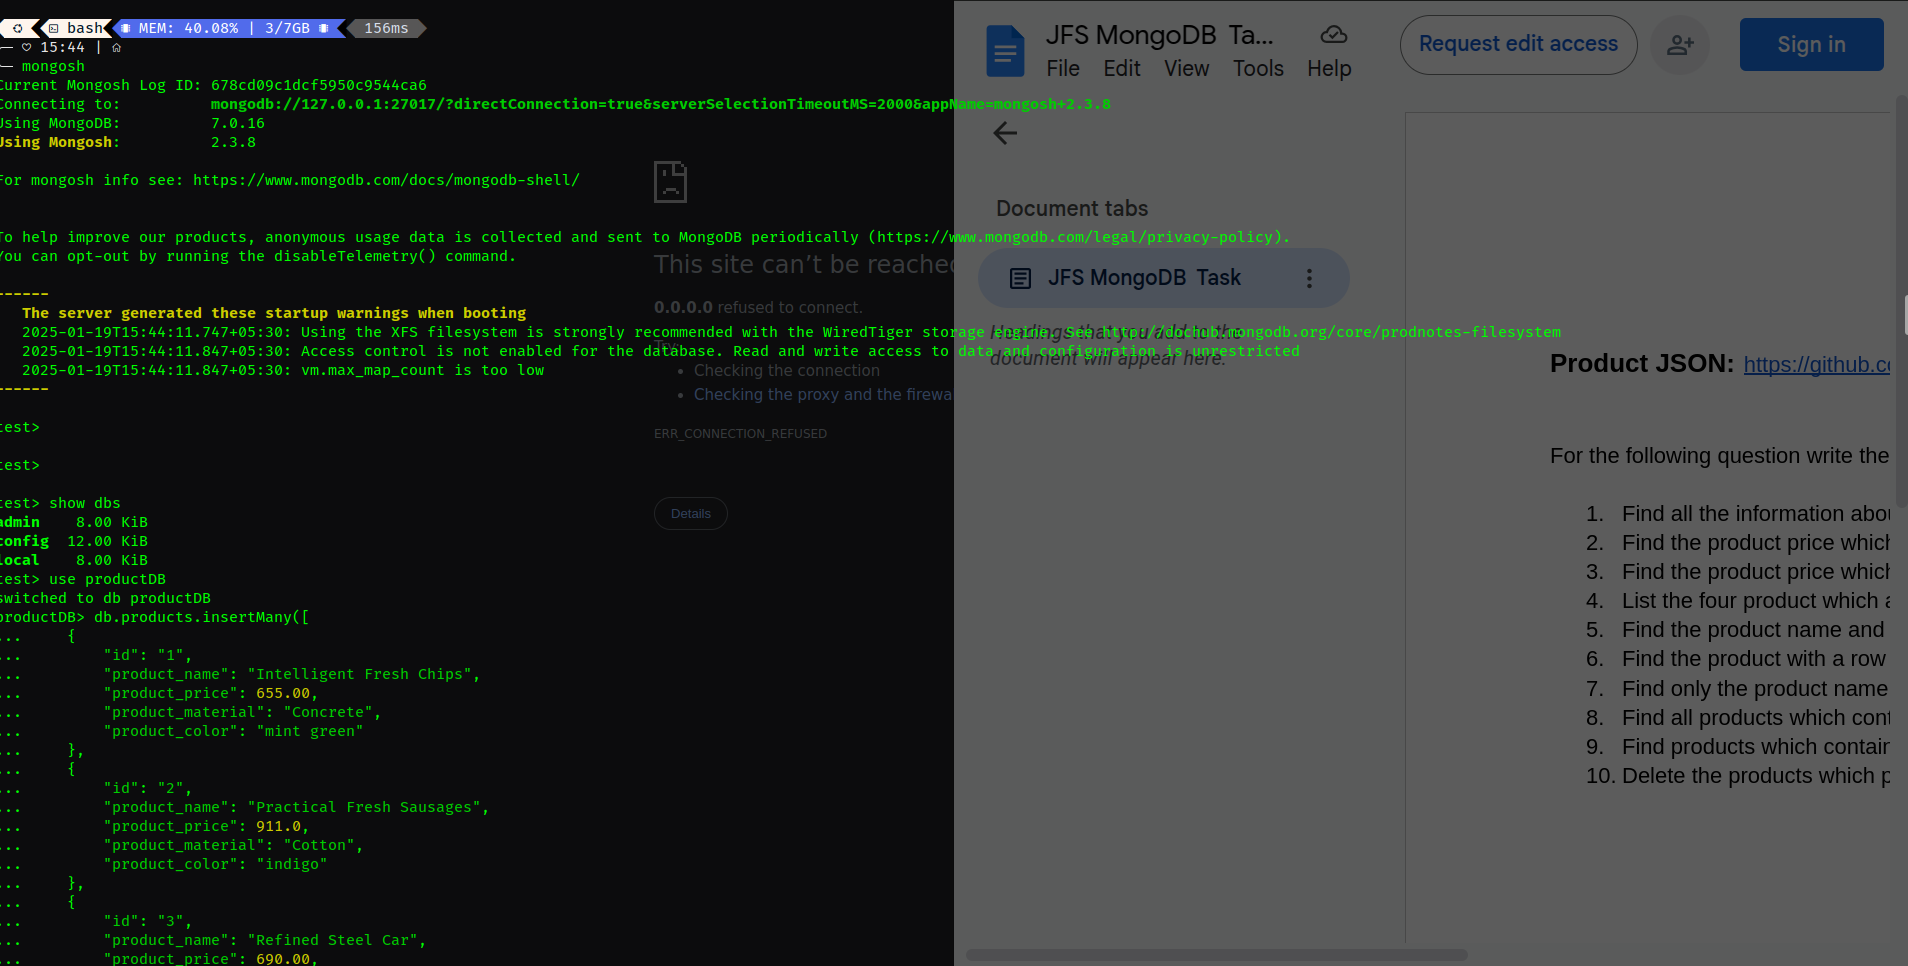 bash MEM: 40.08% | 3/7GB 156ms
15:44 |
mongosh
Current Mongosh Log ID: 678cd09c1dcf5950c9544ca6
Connecting to: mongodb://127.0.0.1:27017/?directConnection=true&serverSelectionTimeoutMS=2000&appName=mongosh+2.3.8
Using MongoDB: 7.0.16
Using Mongosh: 2.3.8
For mongosh info see: https://www.mongodb.com/docs/mongodb-shell/
To help improve our products, anonymous usage data is collected and sent to MongoDB periodically (https://www.mongodb.com/legal/privacy-policy).
You can opt-out by running the disableTelemetry() command.
------
The server generated these startup warnings when booting
2025-01-19T15:44:11.747+05:30: Using the XFS filesystem is strongly recommended with the WiredTiger storage engine. See http://dochub.mongodb.org/core/prodnotes-filesystem
2025-01-19T15:44:11.847+05:30: Access control is not enabled for the database. Read and write access to data and configuration is unrestricted
2025-01-19T15:44:11.847+05:30: vm.max_map_count is too low
------
test>
test>
test> show dbs
admin 8.00 KiB
config 12.00 KiB
local 8.00 KiB
test> use productDB
switched to db productDB
productDB> db.products.insertMany([
... {
... "id": "1",
... "product_name": "Intelligent Fresh Chips",
... "product_price": 655.00,
... "product_material": "Concrete",
... "product_color": "mint green"
... },
... {
... "id": "2",
... "product_name": "Practical Fresh Sausages",
... "product_price": 911.0,
... "product_material": "Cotton",
... "product_color": "indigo"
... },
... {
... "id": "3",
... "product_name": "Refined Steel Car",
... "product_price": 690.00,
This site can't be reached
0.0.0.0 refused to connect.
Try:
• Checking the connection
• Checking the proxy and the
ERR_CONNECTION_REFUSED
Details
JFS MongoDB Ta...
File Edit View Tools Help
Request edit access
Sign in
Document tabs
JFS MongoDB Task
Headings that you add to the
document will appear here.
Product JSON: https://github.co
For the following question write the
1. Find all the information
2. Find the product price which
3. Find the product price which
4. List the four product which
5. Find the product name and
6. Find the product with a row
7. Find only the product name
8. Find all products which
9. Find products which contain
10. Delete the products which